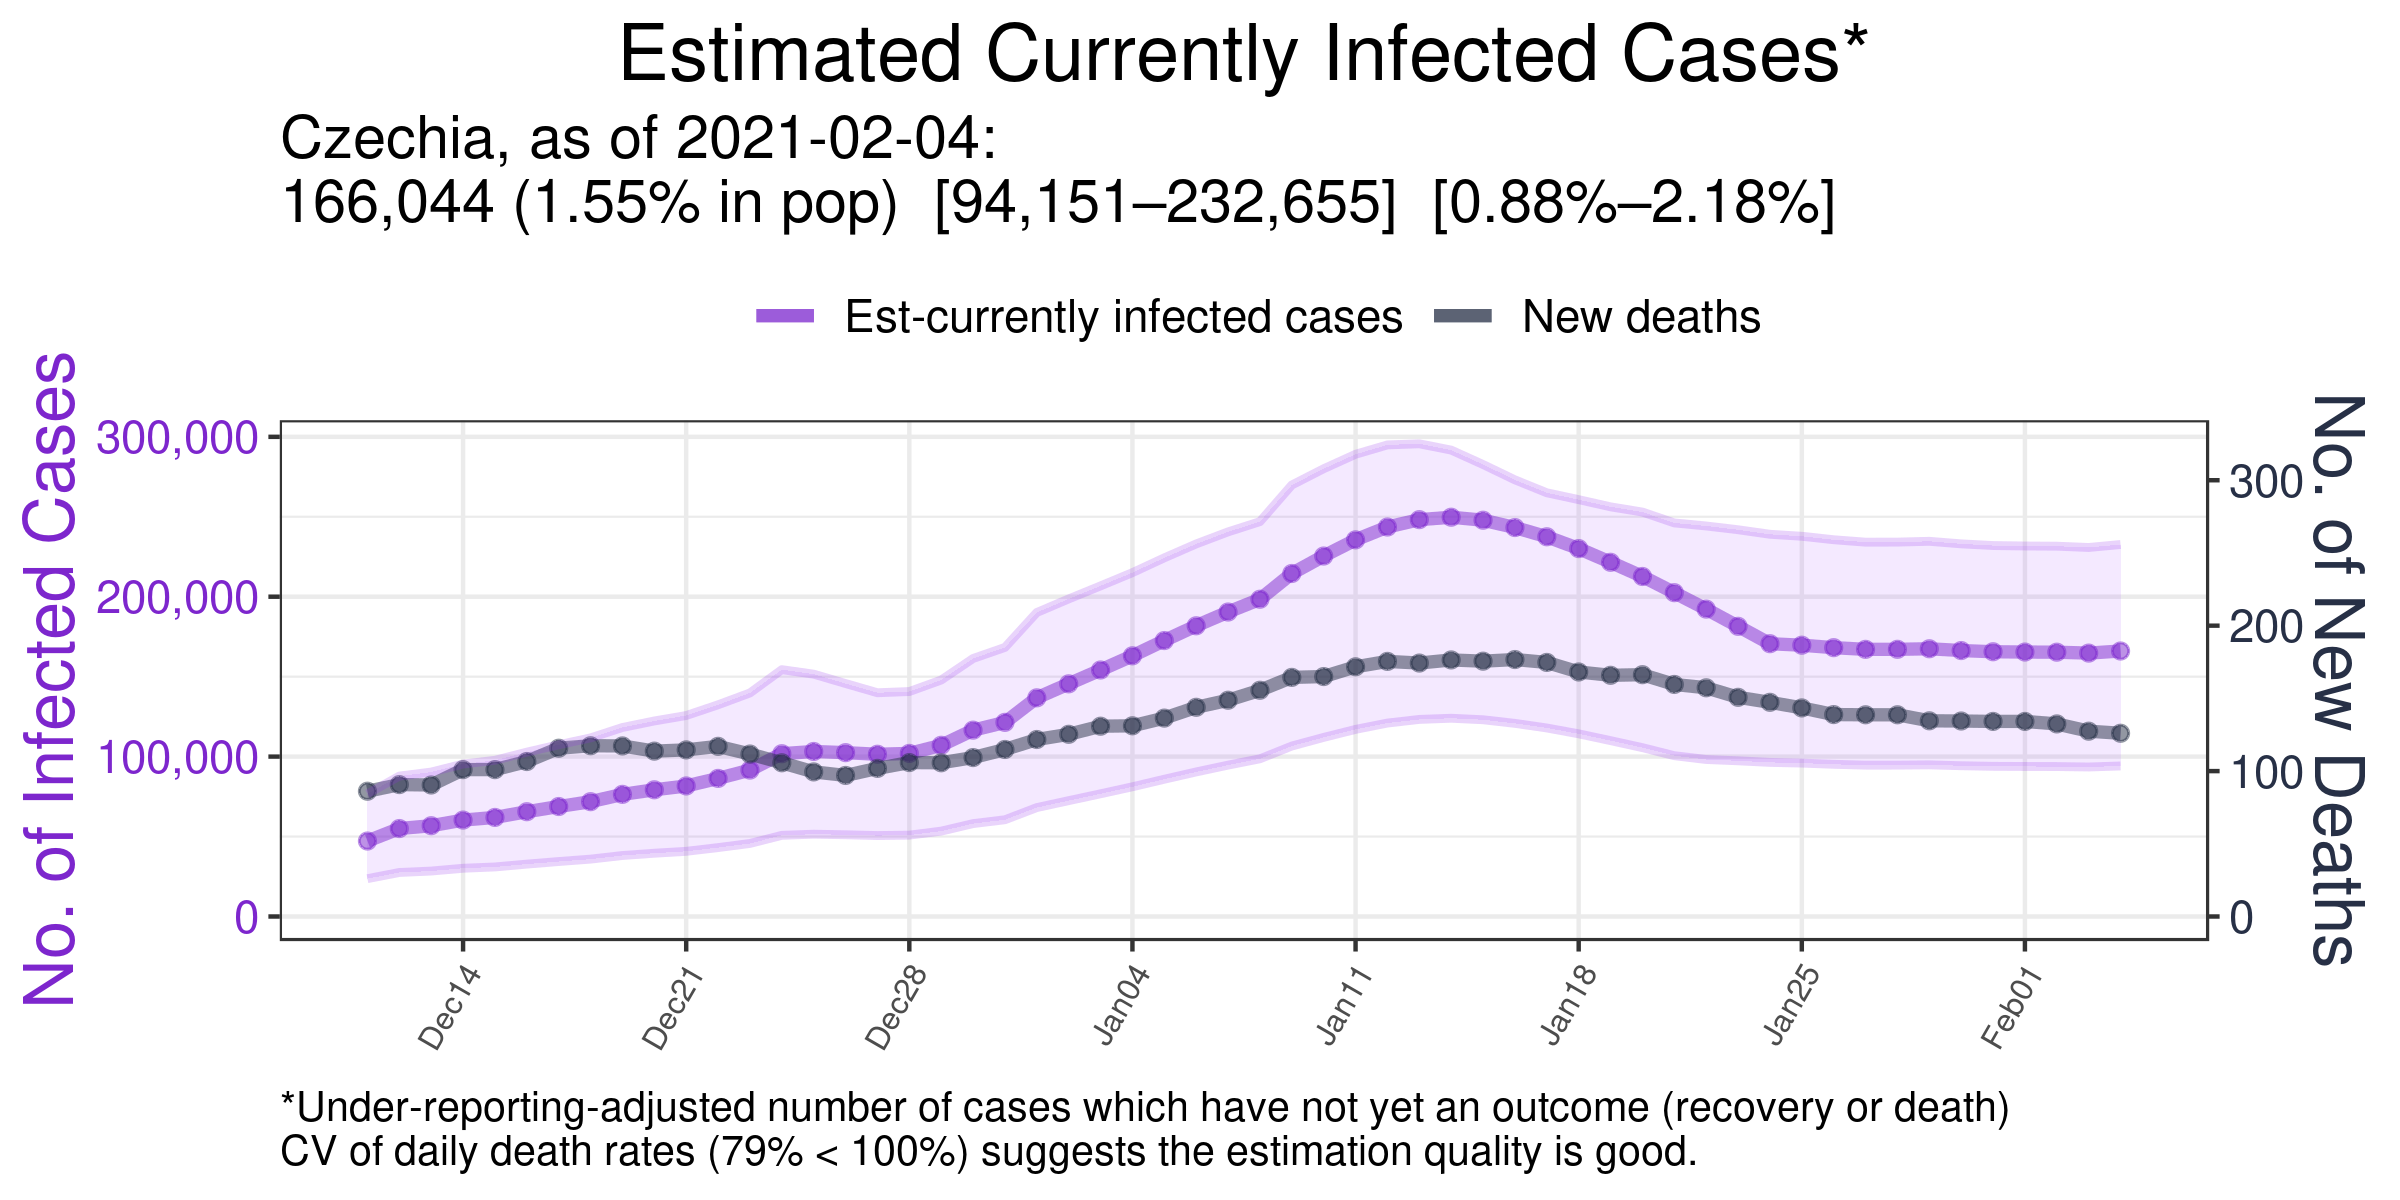 Estimated Currently Infected Cases*
Czechia, as of 2021-02-04:
166,044 (1.55% in pop)  [94,151–232,655]  [0.88%–2.18%]
Est-currently infected cases
New deaths
No. of Infected Cases
300,000
200,000
100,000
0
No. of New Deaths
300
200
100
0
Dec14
Dec21
Dec28
Jan04
Jan11
Jan18
Jan25
Feb01
*Under-reporting-adjusted number of cases which have not yet an outcome (recovery or death)
CV of daily death rates (79% < 100%) suggests the estimation quality is good.